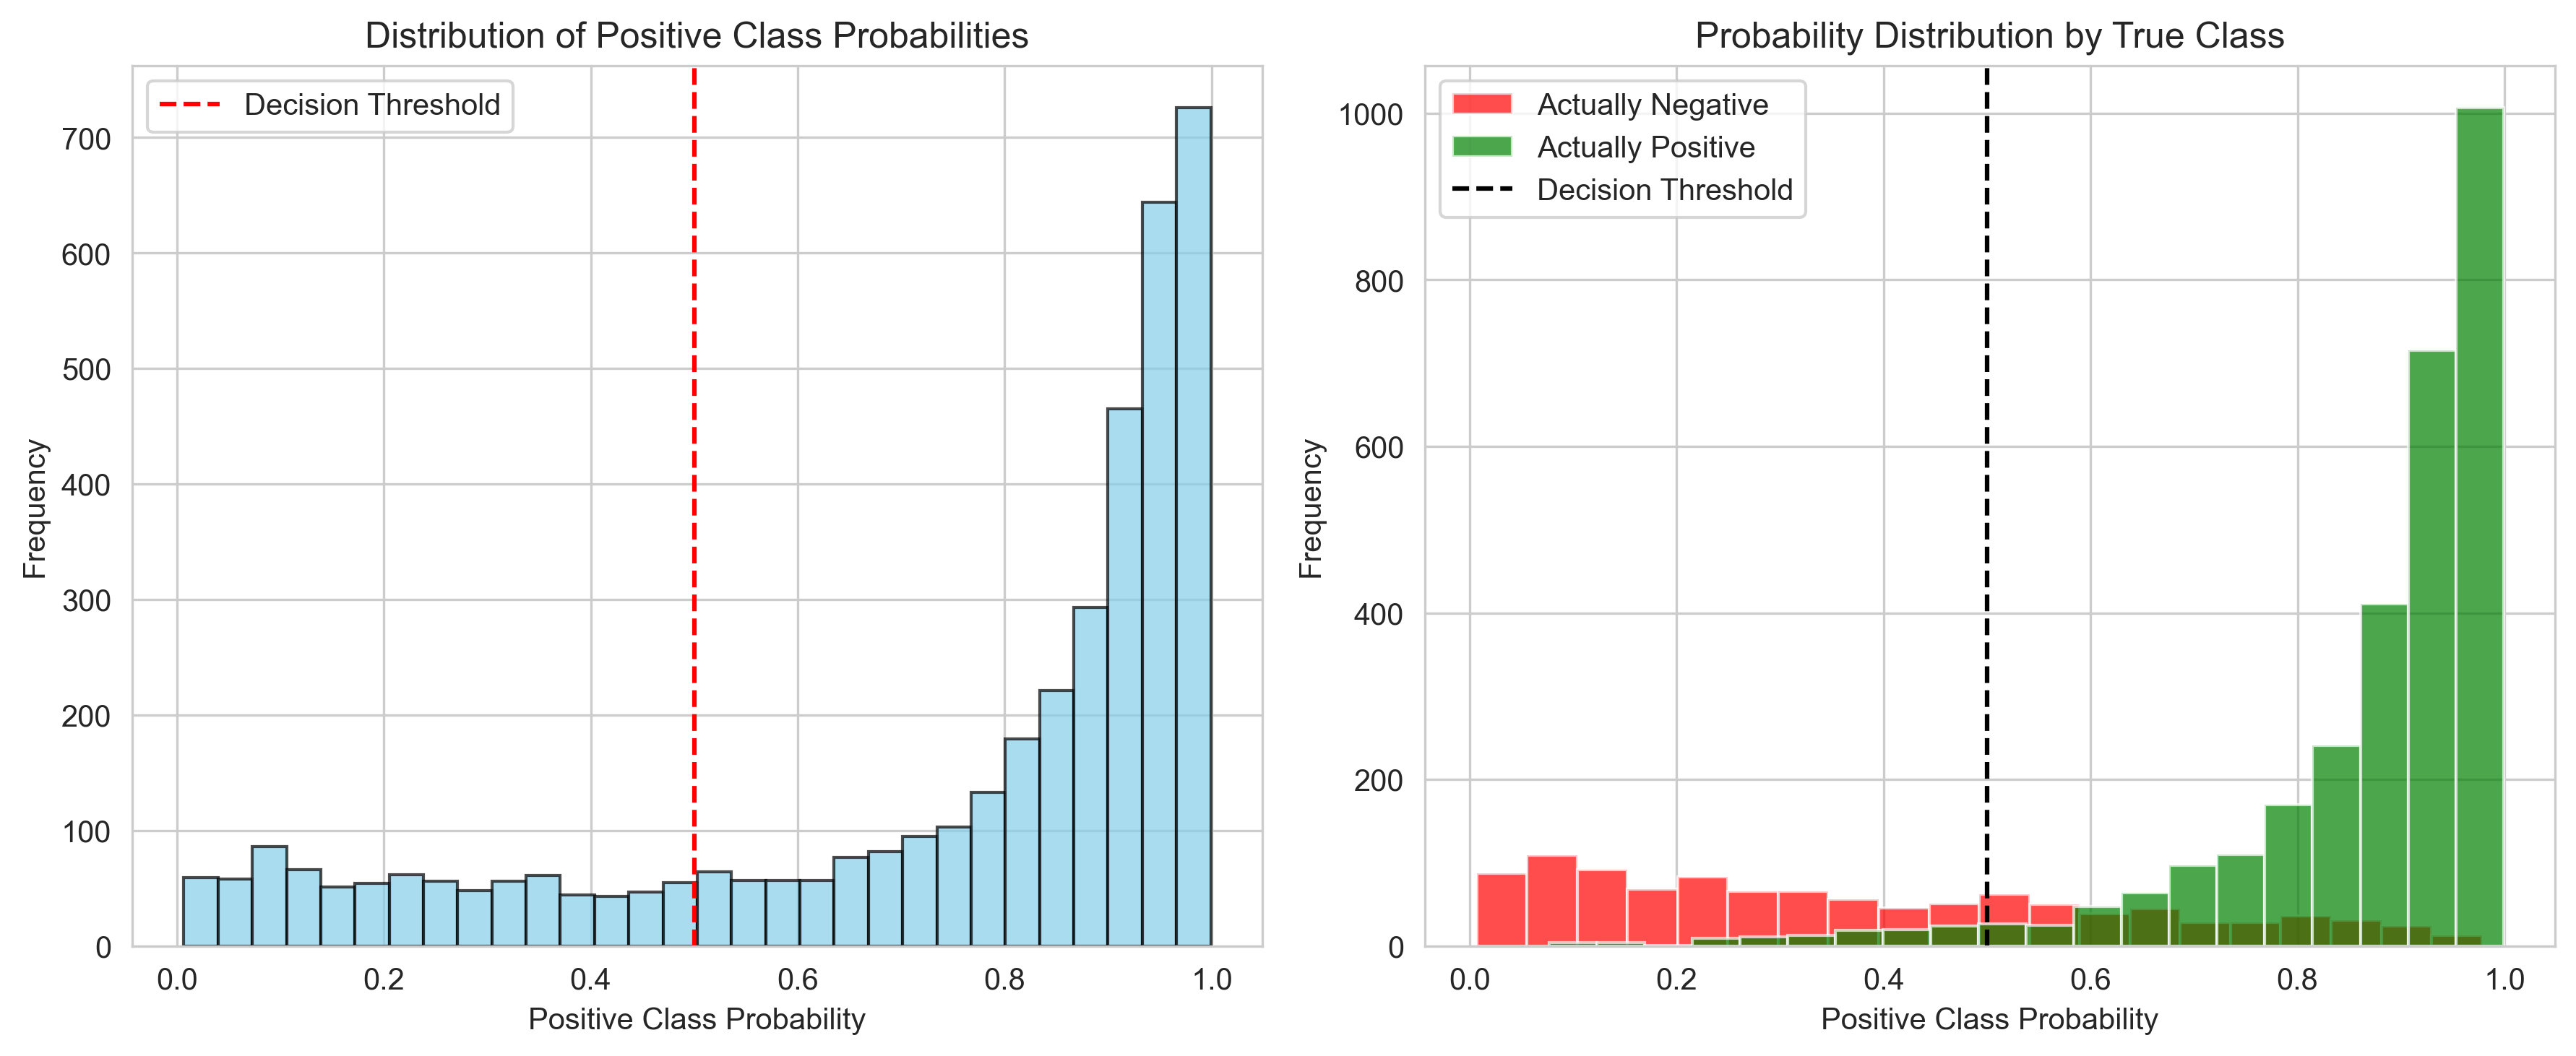 Distribution of Positive Class Probabilities
Decision Threshold
Frequency
700
600
500
400
300
200
100
0
0.0 0.2 0.4 0.6 0.8 1.0
Positive Class Probability
Probability Distribution by True Class
Actually Negative
Actually Positive
Decision Threshold
Frequency
1000
800
600
400
200
0
0.0 0.2 0.4 0.6 0.8 1.0
Positive Class Probability